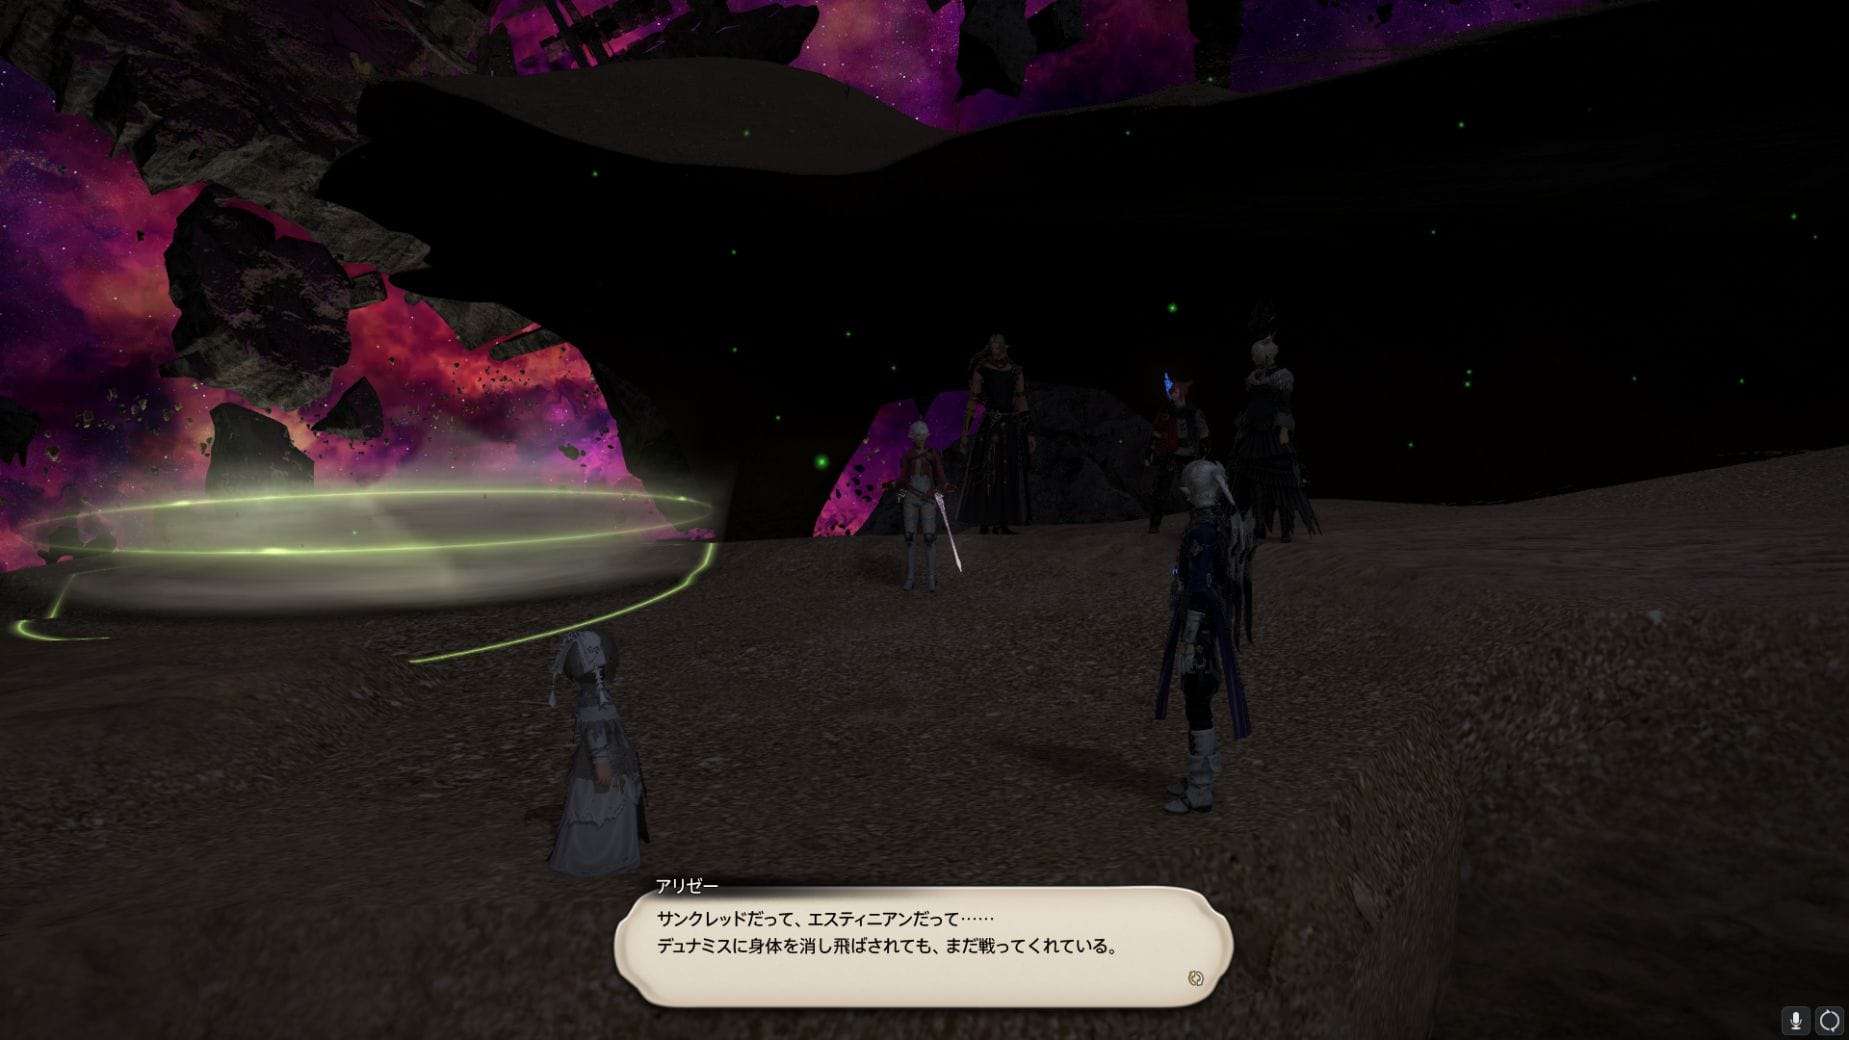 アリゼー
サンクレッドだって、エスティニアンだって……
デュナミスに身体を消し飛ばされても、まだ戦ってくれている。